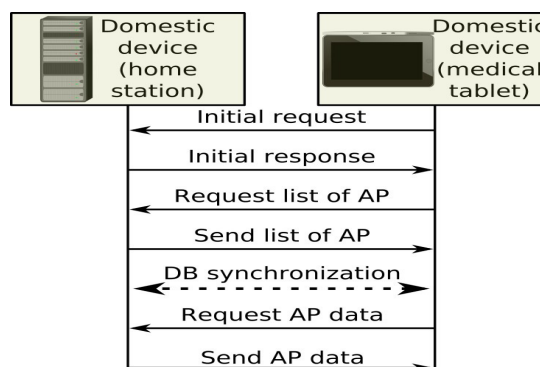 Domestic
device
(home
station)
Domestic
device
(medical
tablet)
Initial request
Initial response
Request list of AP
Send list of AP
DB synchronization
Request AP data
Send AP data